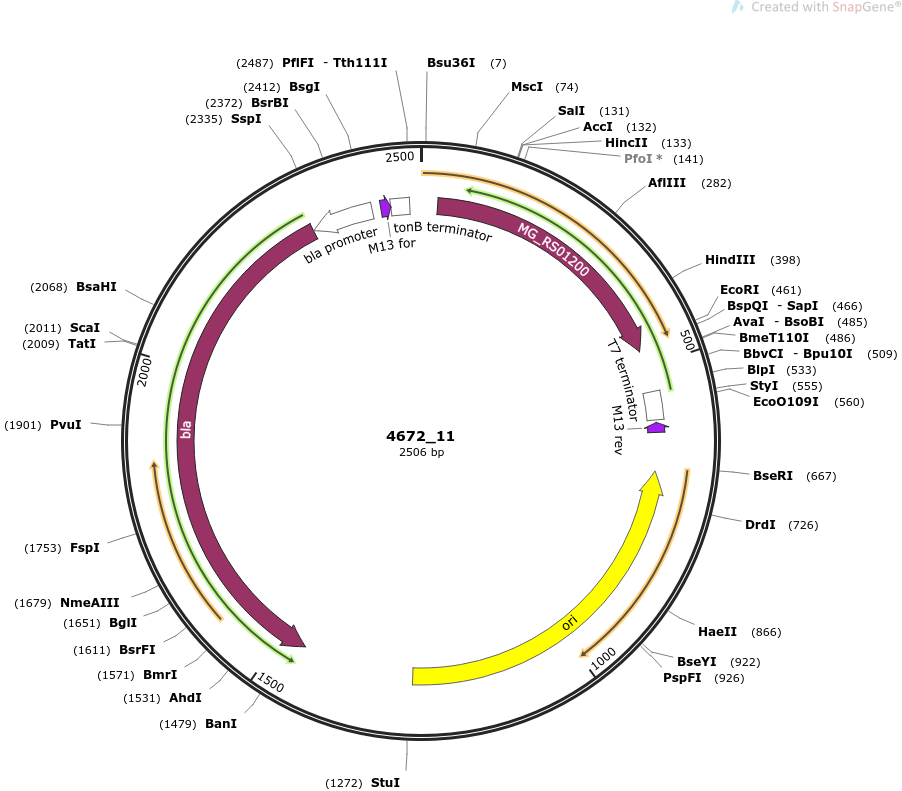 Created with SnapGene®
(2487) PflFI - Tth111I
Bsu36I (7)
(2412) BsgI
MscI (74)
(2372) BsrBI
SalI (131)
(2335) SspI
AccI (132)
HincII (133)
PfoI * (141)
2500
AflIII (282)
tonB terminator
bla promoter
M13 for
MG_RS01200
HindIII (398)
(2068) BsaHI
EcoRI (461)
BspQI - SapI (466)
(2011) ScaI
AvaI - BsoBI (485)
(2009) TatI
BmeT110I (486)
500
BbvCI - Bpu10I (509)
2000
BlpI (533)
T7 terminator
StyI (555)
EcoO109I (560)
(1901) PvuI
bla
M13 rev
4672_11
2506 bp
BseRI (667)
DrdI (726)
(1753) FspI
(1679) NmeAIII
(1651) BglI
ori
HaeII (866)
(1611) BsrFI
BseYI (922)
1000
(1571) BmrI
PspFI (926)
1500
(1531) AhdI
(1479) BanI
(1272) StuI